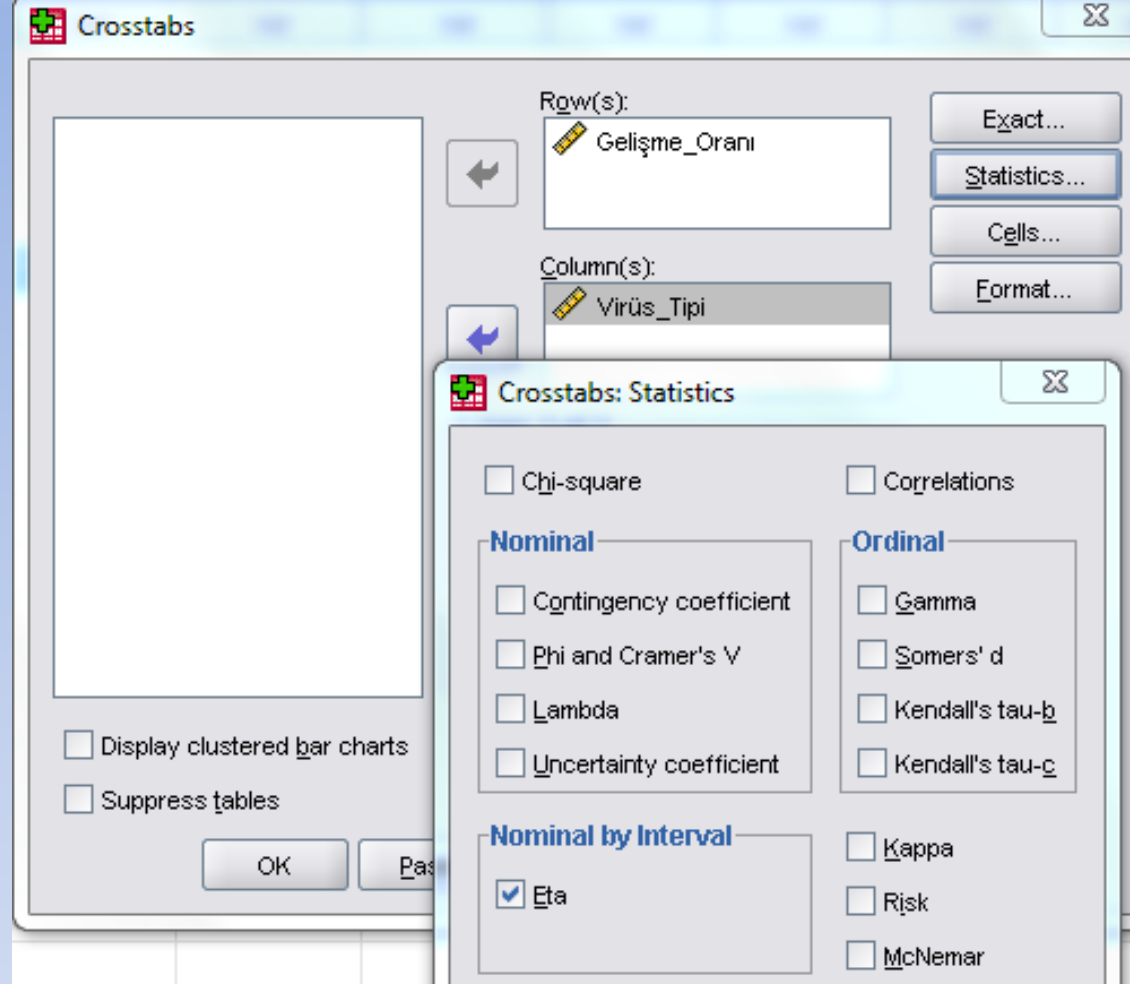 Crosstabs
Row(s):
Gelişme_Oranı
Exact...
Statistics...
Cells...
Format...
Column(s):
Virüs_Tipi
Display clustered bar charts
Suppress tables
OK
Crosstabs: Statistics
Chi-square
Correlations
Nominal
Contingency coefficient
Phi and Cramer's V
Lambda
Uncertainty coefficient
Ordinal
Gamma
Somers' d
Kendall's tau-b
Kendall's tau-c
Nominal by Interval
Eta
Kappa
Risk
McNemar